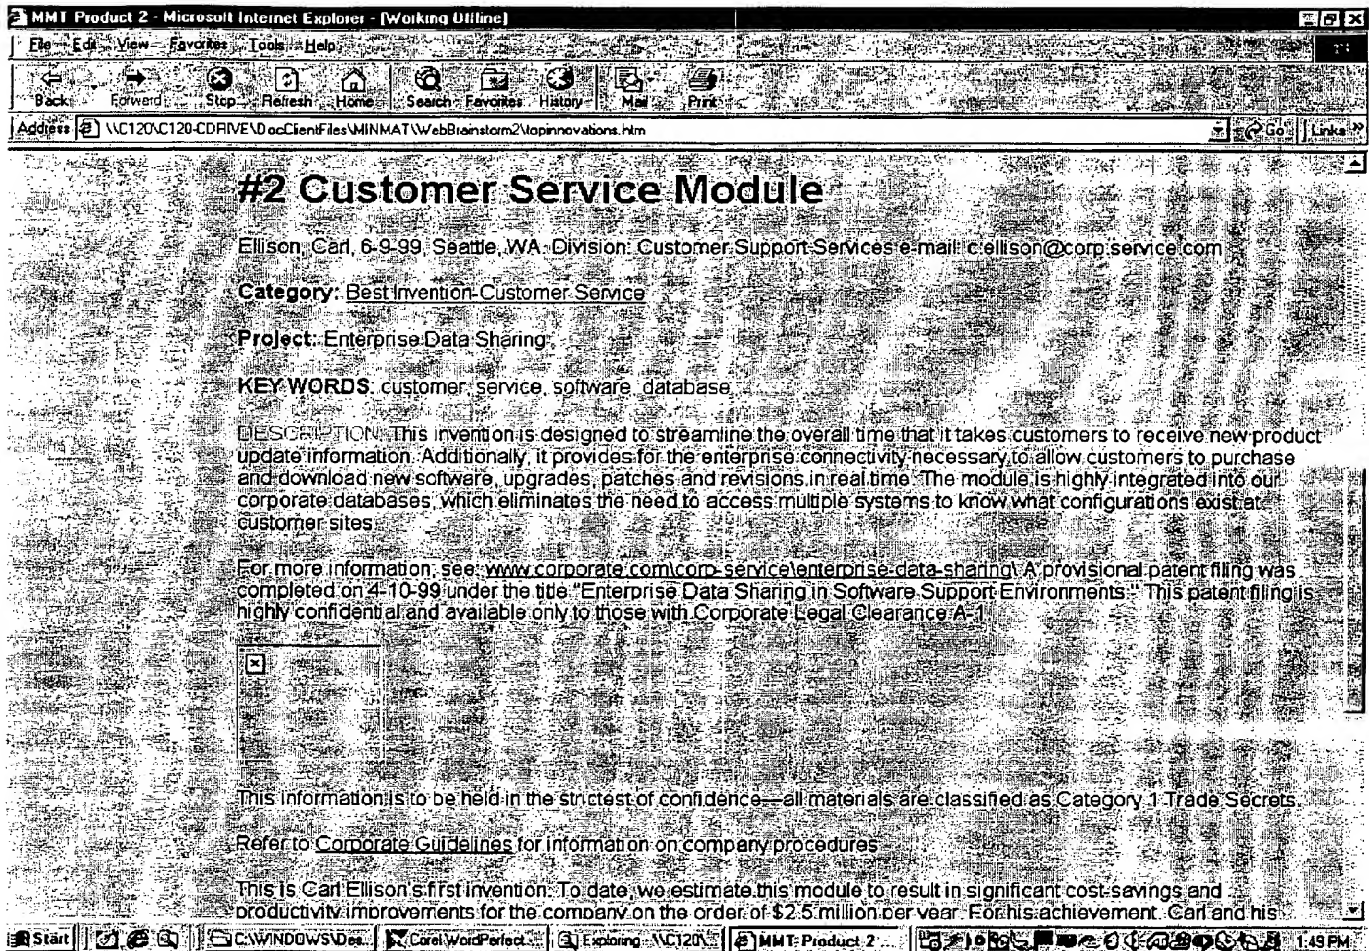 MMT Product 2 - Microsoft Internet Explorer - [Working Offline]
File Edit View Favorites Tools Help
Back Forward Stop Refresh Home Search Favorites History Mail Print
Address \\C120\C120-CDRIVE\DocClientFiles\MINMAT\WebBrainstorm2\topinnovations.htm Go Links »
#2 Customer Service Module
Ellison, Carl, 6-9-99, Seattle, WA. Division: Customer Support Services e-mail: c.ellison@corp.service.com
Category: Best Invention-Customer Service
Project: Enterprise Data Sharing
KEY WORDS: customer, service, software, database
DESCRIPTION: This invention is designed to streamline the overall time that it takes customers to receive new product
update information. Additionally, it provides for the enterprise connectivity necessary to allow customers to purchase
and download new software, upgrades, patches and revisions in real time. The module is highly integrated into our
corporate databases, which eliminates the need to access multiple systems to know what configurations exist at
customer sites.
For more information, see: www.corporate.com\corp-service\enterprise-data-sharing\ A provisional patent filing was
completed on 4-10-99 under the title "Enterprise Data Sharing in Software Support Environments." This patent filing is
highly confidential and available only to those with Corporate Legal Clearance A-1
This information is to be held in the strictest of confidence—all materials are classified as Category 1 Trade Secrets.
Refer to Corporate Guidelines for information on company procedures
This is Carl Ellison's first invention. To date, we estimate this module to result in significant cost-savings and
productivity improvements for the company on the order of $2.5 million per year. For his achievement, Carl and his
Start C:\WINDOWS\Des... Corel WordPerfect... Exploring - \\C120\... MMT Product 2 ... 1:43 PM